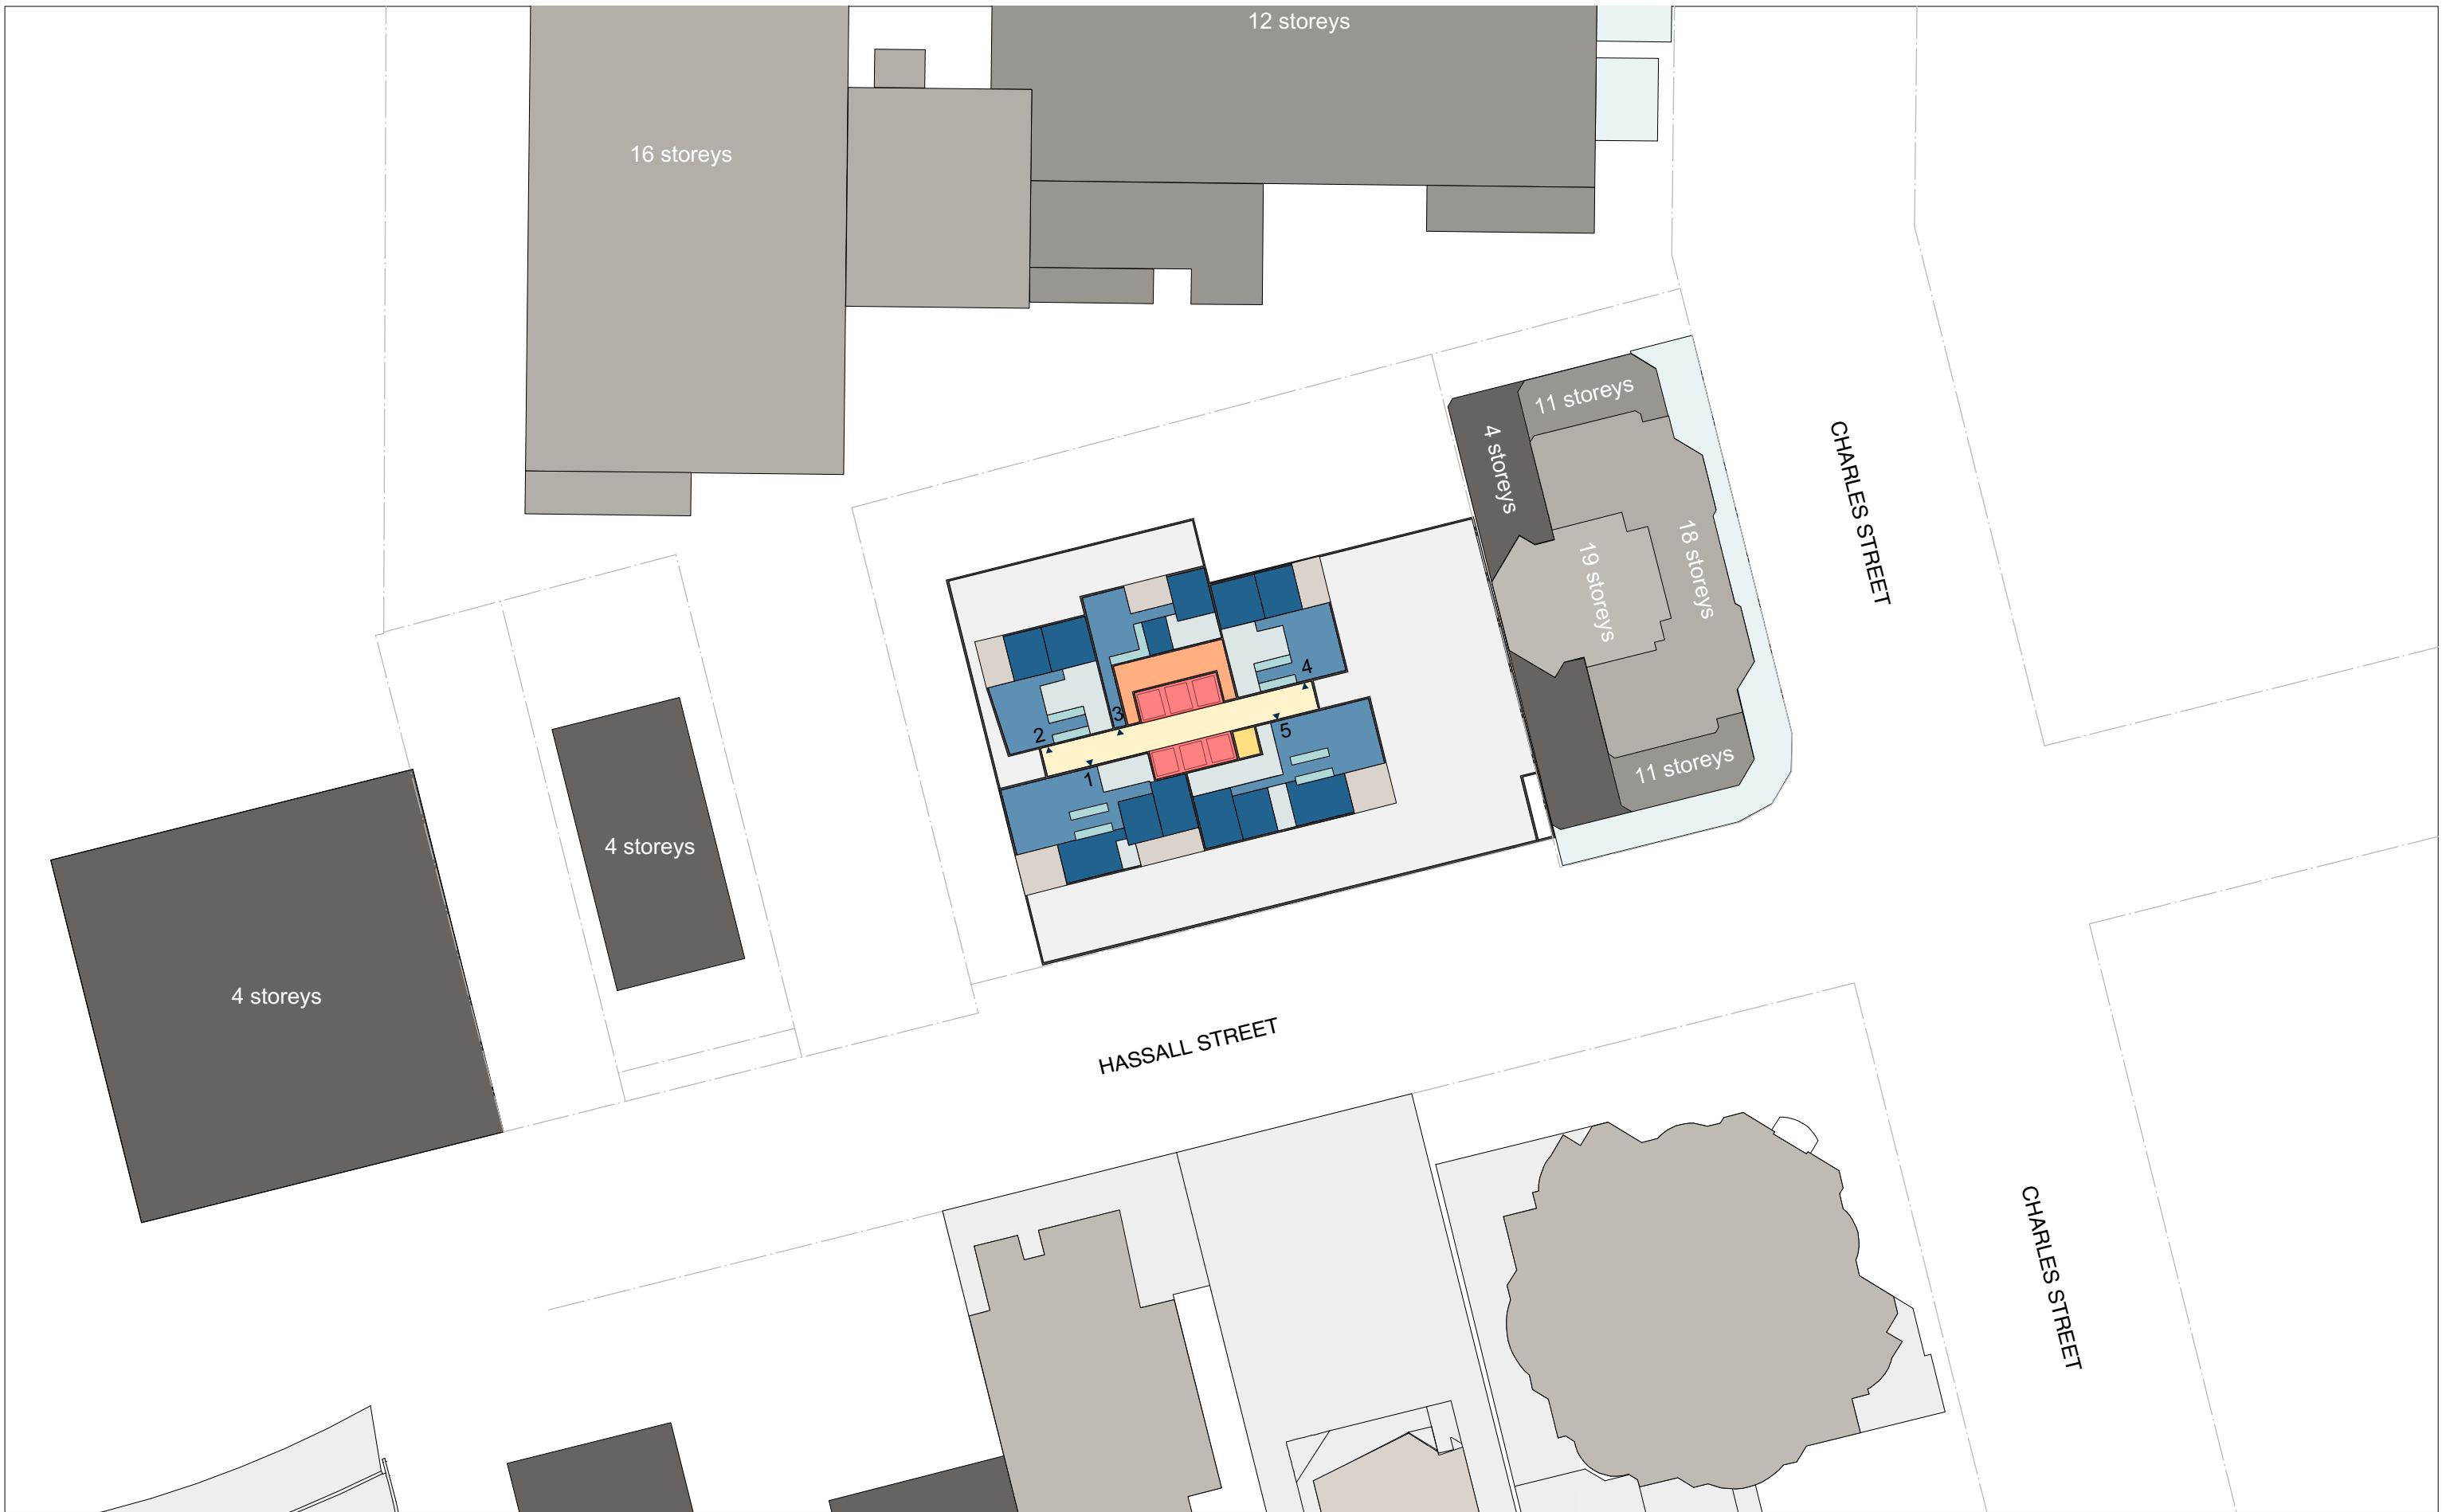 12 storeys
16 storeys
11 storeys
4 storeys
CHARLES STREET
18 storeys
19 storeys
4
3
5
2
1
11 storeys
4 storeys
4 storeys
HASSALL STREET
CHARLES STREET